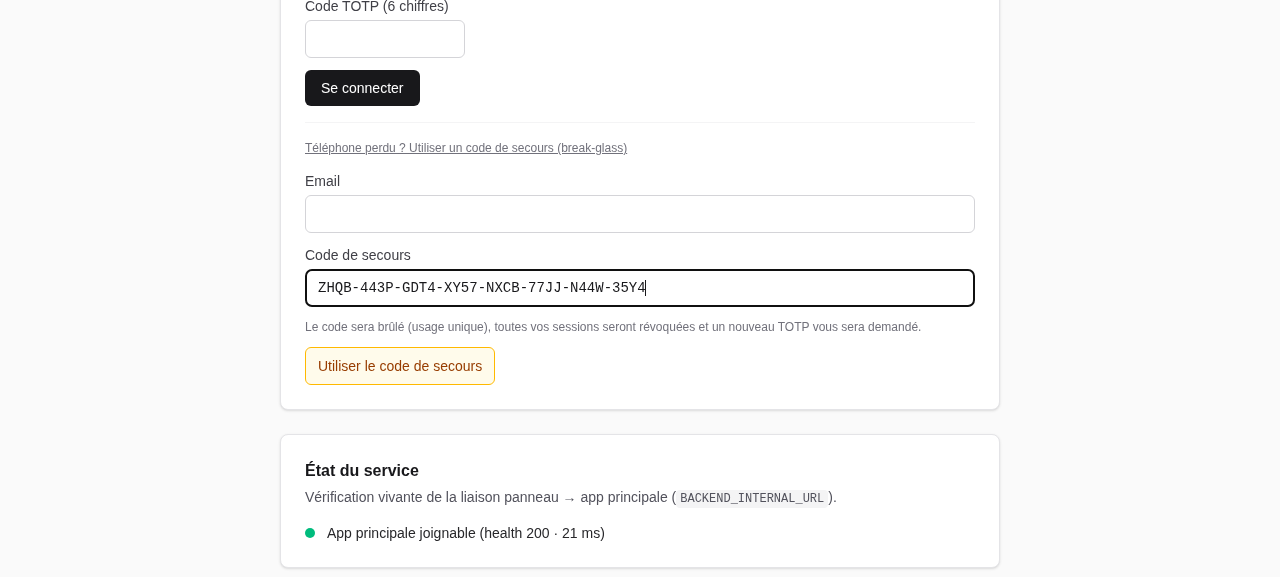 Code TOTP (6 chiffres)
Se connecter
Téléphone perdu ? Utiliser un code de secours (break-glass)
Email
Code de secours
ZHQB-443P-GDT4-XY57-NXCB-77JJ-N44W-35Y4
Le code sera brûlé (usage unique), toutes vos sessions seront révoquées et un nouveau TOTP vous sera demandé.
Utiliser le code de secours
État du service
Vérification vivante de la liaison panneau → app principale (BACKEND_INTERNAL_URL).
App principale joignable (health 200 · 21 ms)